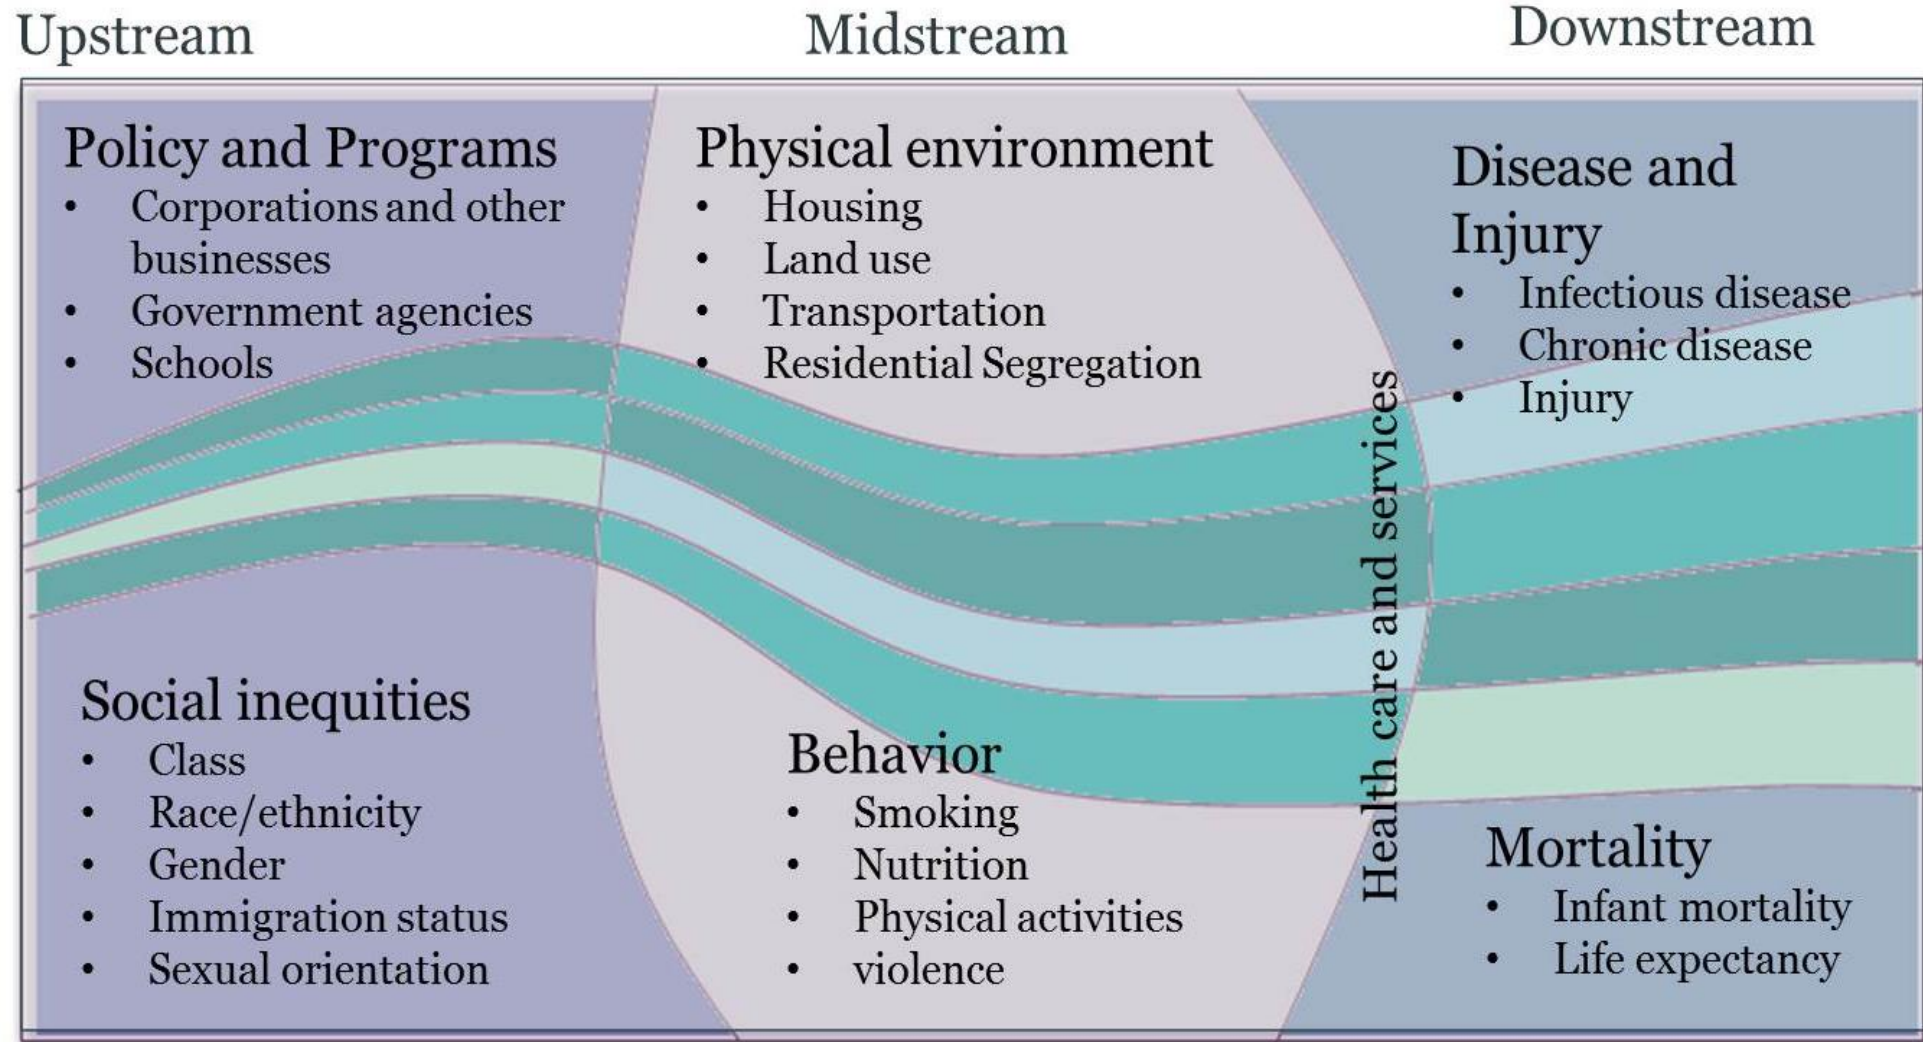 Upstream
Midstream
Downstream
Policy and Programs
• Corporations and other
businesses
• Government agencies
• Schools
Social inequities
• Class
• Race/ethnicity
• Gender
• Immigration status
• Sexual orientation
Physical environment
• Housing
• Land use
• Transportation
• Residential Segregation
Behavior
• Smoking
• Nutrition
• Physical activities
• violence
Health care and services
Disease and
Injury
• Infectious disease
• Chronic disease
• Injury
Mortality
• Infant mortality
• Life expectancy